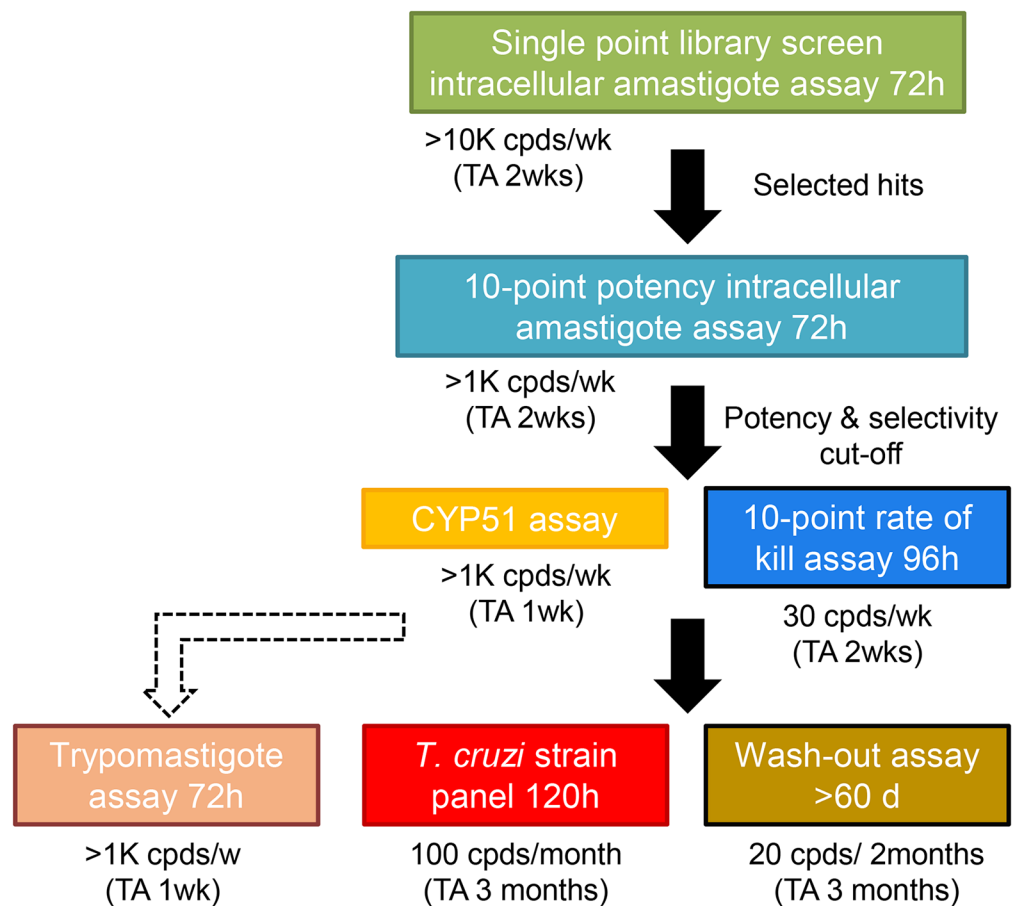 Single point library screen
intracellular amastigote assay 72h
>10K cpds/wk
(TA 2wks)
Selected hits
10-point potency intracellular
amastigote assay 72h
>1K cpds/wk
(TA 2wks)
Potency & selectivity
cut-off
CYP51 assay
>1K cpds/wk
(TA 1wk)
10-point rate of
kill assay 96h
30 cpds/wk
(TA 2wks)
Trypomastigote
assay 72h
>1K cpds/w
(TA 1wk)
T. cruzi strain
panel 120h
100 cpds/month
(TA 3 months)
Wash-out assay
>60 d
20 cpds/ 2months
(TA 3 months)